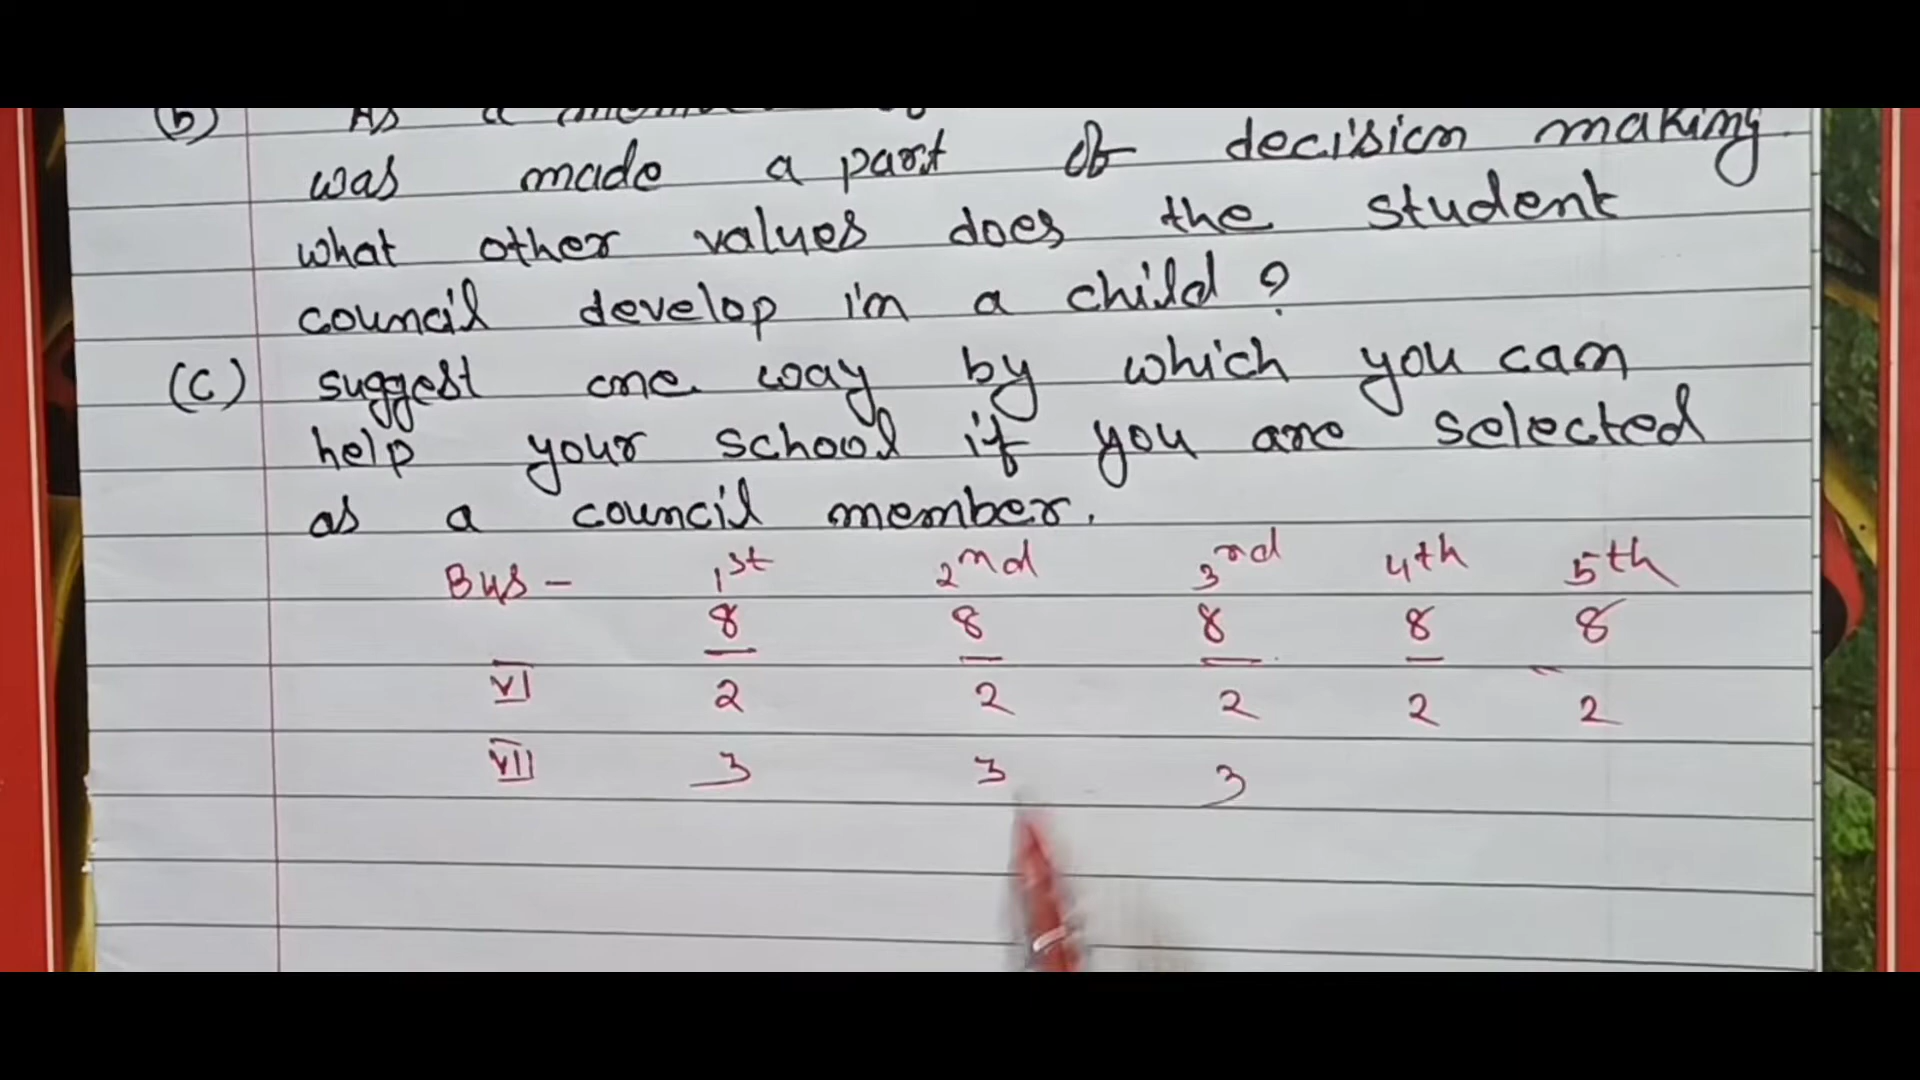 (b) As a
was made a part of decision making.
what other values does the student
council develop in a child?
(C) suggest one way by which you can
help your school if you are selected
as a council member.
Bus - 1st 2nd 3rd 4th 5th
8 8 8 8 8
VI 2 2 2 2 2
VII 3 3 3